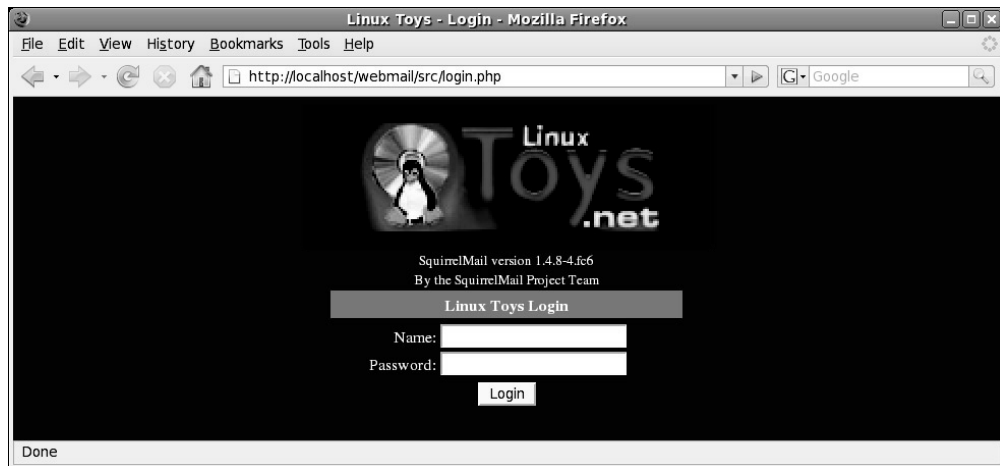 Linux Toys - Login - Mozilla Firefox
File Edit View History Bookmarks Tools Help
http://localhost/webmail/src/login.php G Google
Linux
Toys
.net
SquirrelMail version 1.4.8-4.fc6
By the SquirrelMail Project Team
Linux Toys Login
Name:
Password:
Login
Done